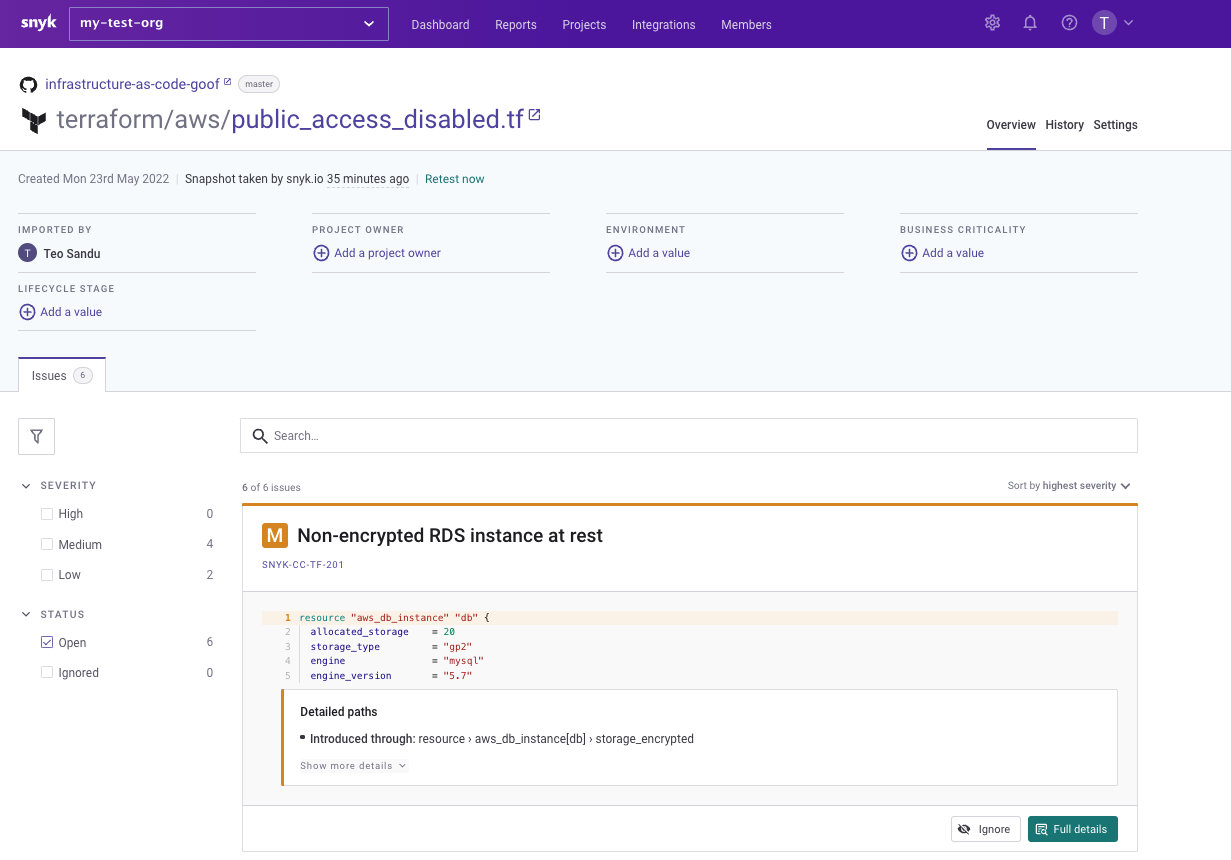 snyk my-test-org Dashboard Reports Projects Integrations Members T
infrastructure-as-code-goof master
terraform/aws/public_access_disabled.tf
Overview History Settings
Created Mon 23rd May 2022 | Snapshot taken by snyk.io 35 minutes ago | Retest now
IMPORTED BY PROJECT OWNER ENVIRONMENT BUSINESS CRITICALITY
T Teo Sandu Add a project owner Add a value Add a value
LIFECYCLE STAGE
Add a value
Issues 6
Search...
SEVERITY
High 0
Medium 4
Low 2
STATUS
Open 6
Ignored 0
6 of 6 issues Sort by highest severity
M Non-encrypted RDS instance at rest
SNYK-CC-TF-201
1 resource "aws_db_instance" "db" {
2 allocated_storage = 20
3 storage_type = "gp2"
4 engine = "mysql"
5 engine_version = "5.7"
Detailed paths
Introduced through: resource › aws_db_instance[db] › storage_encrypted
Show more details
Ignore Full details